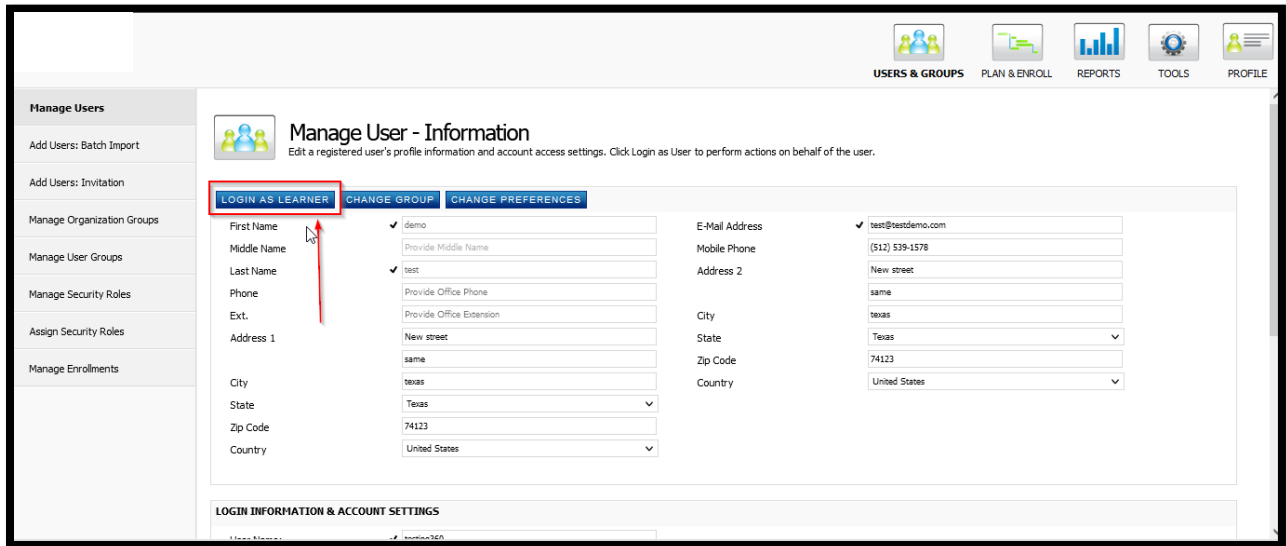 USERS & GROUPS PLAN & ENROLL REPORTS TOOLS PROFILE
Manage Users
Add Users: Batch Import
Add Users: Invitation
Manage Organization Groups
Manage User Groups
Manage Security Roles
Assign Security Roles
Manage Enrollments
Manage User - Information
Edit a registered user's profile information and account access settings. Click Login as User to perform actions on behalf of the user.
LOGIN AS LEARNER CHANGE GROUP CHANGE PREFERENCES
First Name demo E-Mail Address test@testdemo.com
Middle Name Provide Middle Name Mobile Phone (512) 539-1578
Last Name test Address 2 New street
Phone Provide Office Phone same
Ext. Provide Office Extension City texas
Address 1 New street State Texas
same Zip Code 74123
City texas Country United States
State Texas
Zip Code 74123
Country United States
LOGIN INFORMATION & ACCOUNT SETTINGS
User Name: testing360